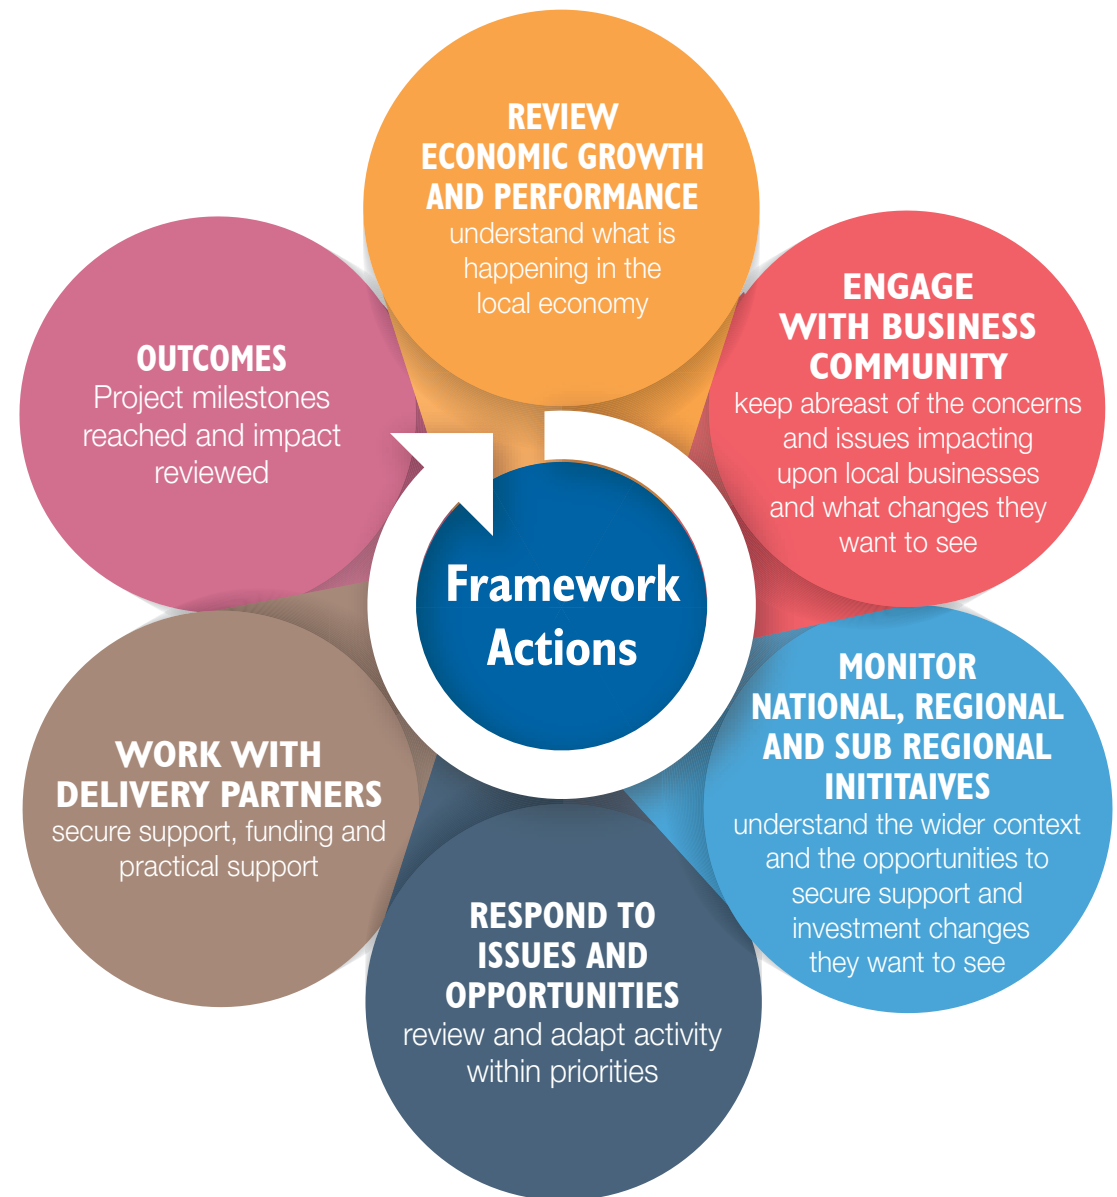 REVIEW
ECONOMIC GROWTH
AND PERFORMANCE
understand what is
happening in the
local economy
ENGAGE
WITH BUSINESS
COMMUNITY
keep abreast of the concerns
and issues impacting
upon local businesses
and what changes they
want to see
MONITOR
NATIONAL, REGIONAL
AND SUB REGIONAL
INITITAIVES
understand the wider context
and the opportunities to
secure support and
investment changes
they want to see
RESPOND TO
ISSUES AND
OPPORTUNITIES
review and adapt activity
within priorities
WORK WITH
DELIVERY PARTNERS
secure support, funding and
practical support
OUTCOMES
Project milestones
reached and impact
reviewed
Framework
Actions